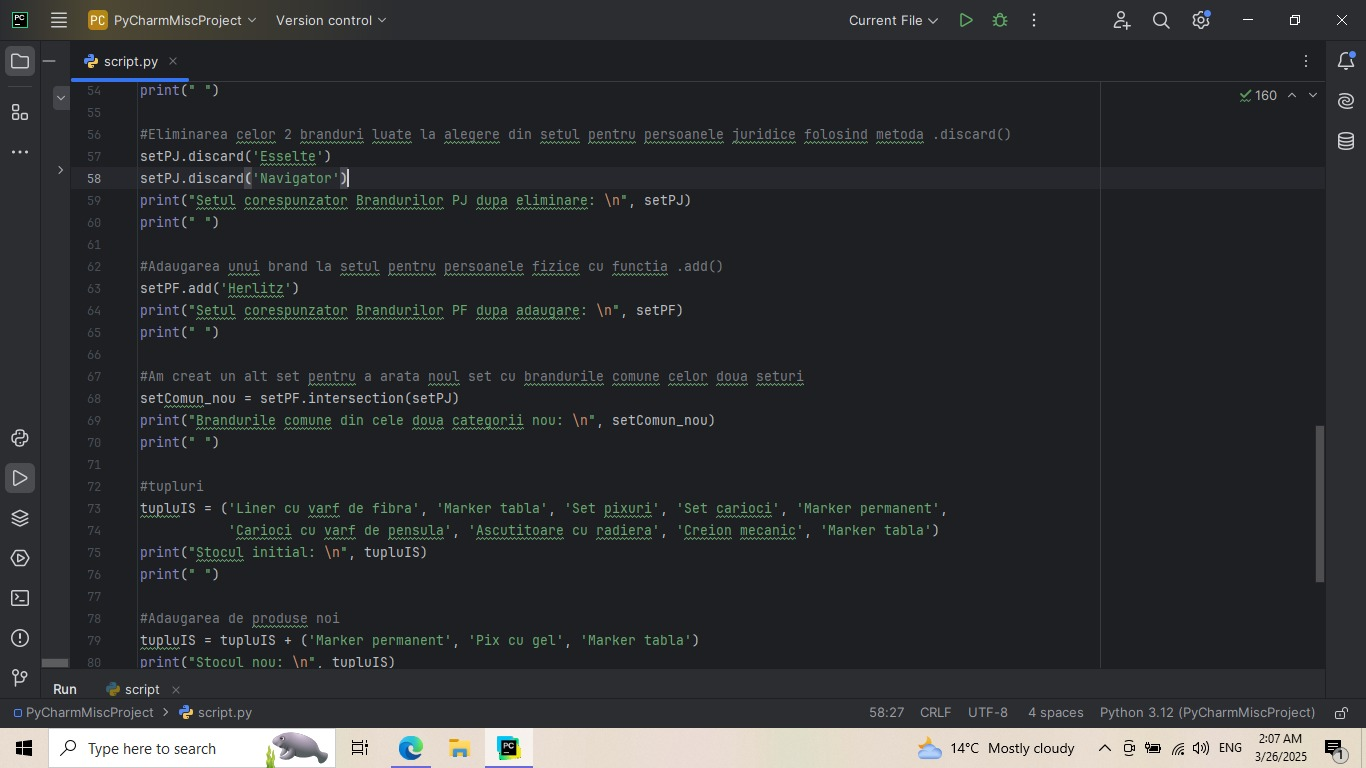 PC PyCharmMiscProject Version control Current File
script.py
54 print(" ")
160
55
56 #Eliminarea celor 2 branduri luate la alegere din setul pentru persoanele juridice folosind metoda .discard()
57 setPJ.discard('Esselte')
58 setPJ.discard('Navigator')
59 print("Setul corespunzator Brandurilor PJ dupa eliminare: \n", setPJ)
60 print(" ")
61
62 #Adaugarea unui brand la setul pentru persoanele fizice cu functia .add()
63 setPF.add('Herlitz')
64 print("Setul corespunzator Brandurilor PF dupa adaugare: \n", setPF)
65 print(" ")
66
67 #Am creat un alt set pentru a arata noul set cu brandurile comune celor doua seturi
68 setComun_nou = setPF.intersection(setPJ)
69 print("Brandurile comune din cele doua categorii nou: \n", setComun_nou)
70 print(" ")
71
72 #tupluri
73 tupluIS = ('Liner cu varf de fibra', 'Marker tabla', 'Set pixuri', 'Set carioci', 'Marker permanent',
74 'Carioci cu varf de pensula', 'Ascutitoare cu radiera', 'Creion mecanic', 'Marker tabla')
75 print("Stocul initial: \n", tupluIS)
76 print(" ")
77
78 #Adaugarea de produse noi
79 tupluIS = tupluIS + ('Marker permanent', 'Pix cu gel', 'Marker tabla')
80 print("Stocul nou: \n", tupluIS)
Run script
PyCharmMiscProject script.py 58:27 CRLF UTF-8 4 spaces Python 3.12 (PyCharmMiscProject)
Type here to search PC 14°C Mostly cloudy ENG 2:07 AM
3/26/2025
1